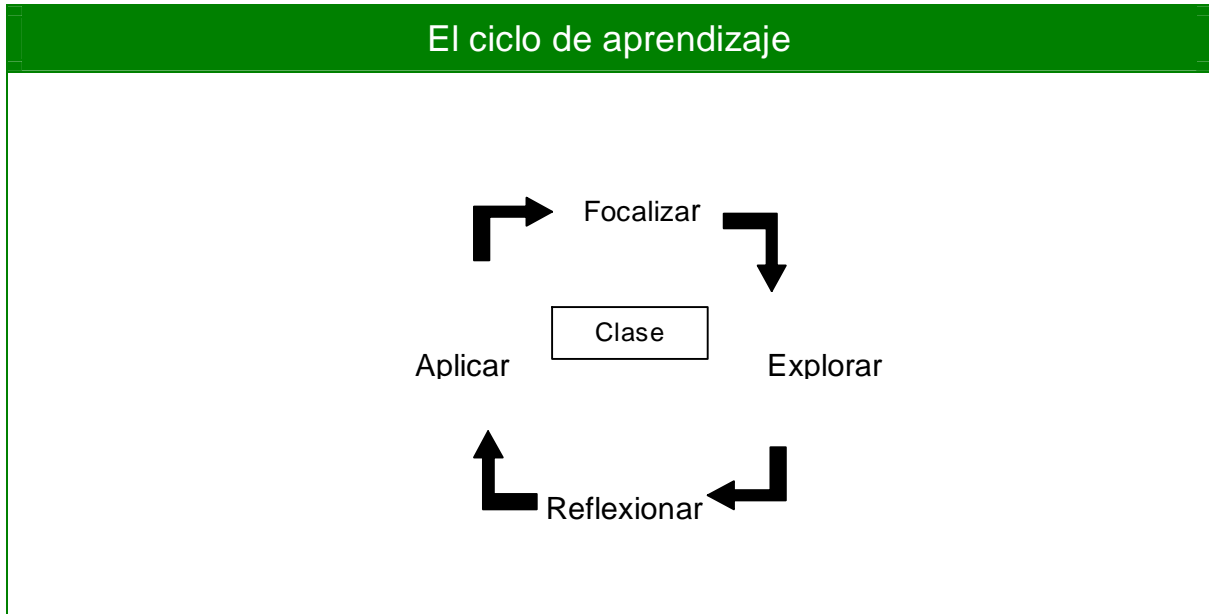 El ciclo de aprendizaje
Focalizar
Clase
Aplicar
Explorar
Reflexionar